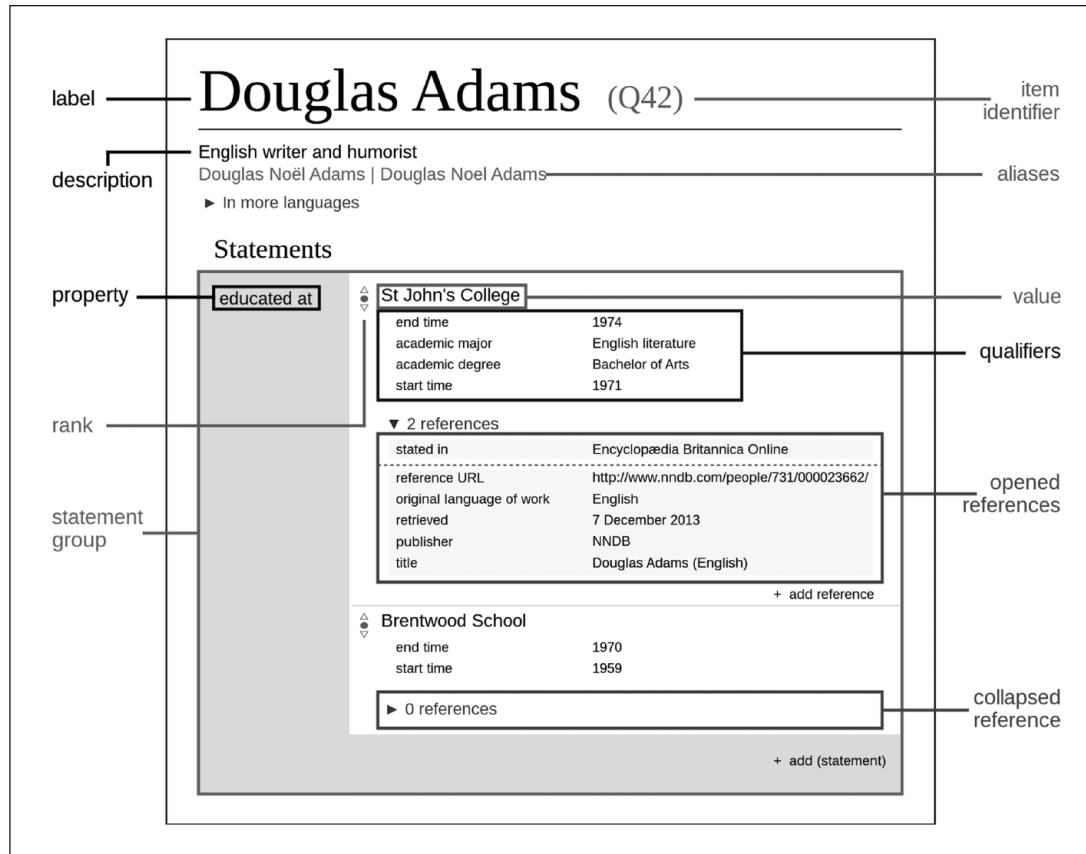 label
Douglas Adams (Q42)
item
identifier
description
English writer and humorist
Douglas Noël Adams | Douglas Noel Adams
aliases
► In more languages
Statements
property
educated at
St John's College
value
end time 1974
academic major English literature
academic degree Bachelor of Arts
start time 1971
qualifiers
rank
▼ 2 references
stated in Encyclopædia Britannica Online
reference URL http://www.nndb.com/people/731/000023662/
original language of work English
retrieved 7 December 2013
publisher NNDB
title Douglas Adams (English)
opened
references
statement
group
+ add reference
Brentwood School
end time 1970
start time 1959
► 0 references
collapsed
reference
+ add (statement)